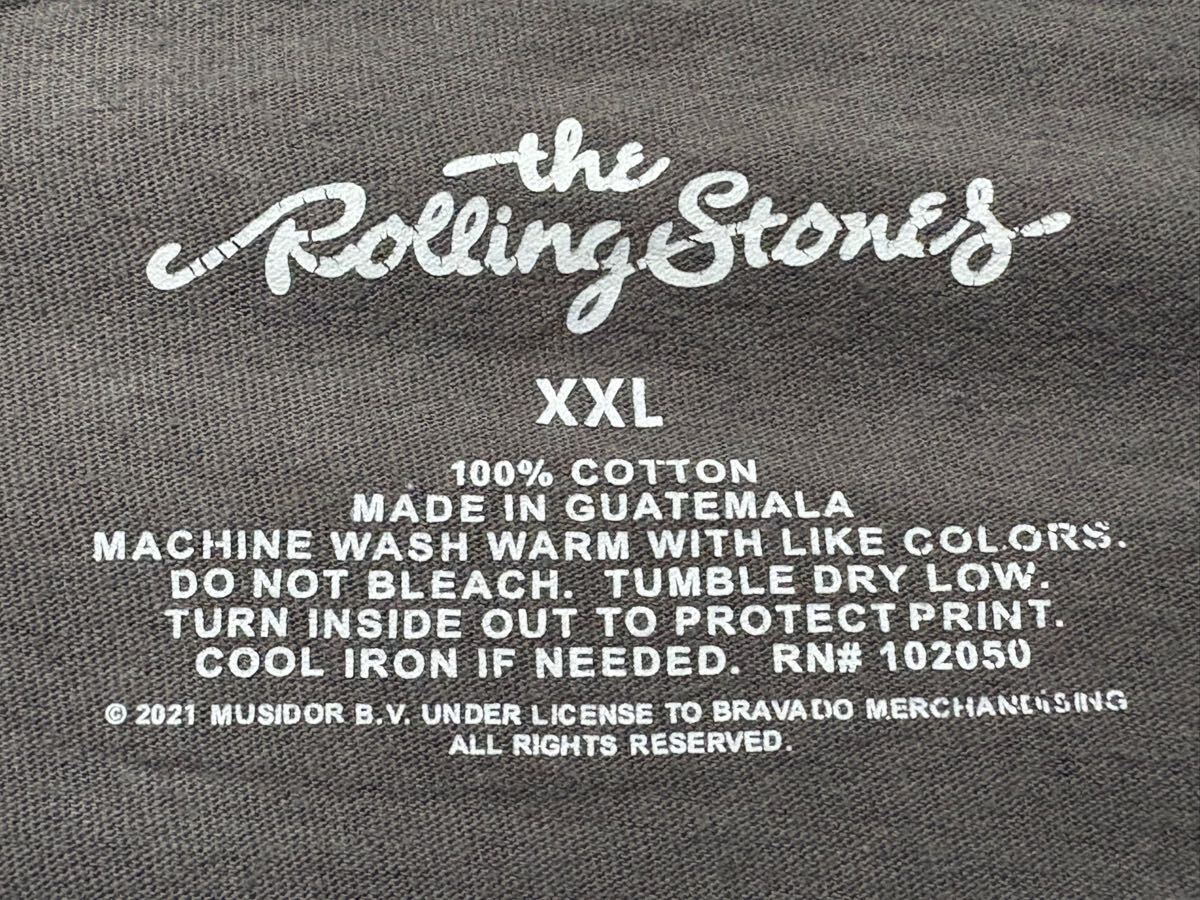 the
Rolling Stones
XXL
100% COTTON
MADE IN GUATEMALA
MACHINE WASH WARM WITH LIKE COLORS.
DO NOT BLEACH. TUMBLE DRY LOW.
TURN INSIDE OUT TO PROTECT PRINT.
COOL IRON IF NEEDED. RN# 102050
© 2021 MUSIDOR B.V. UNDER LICENSE TO BRAVADO MERCHANDISING
ALL RIGHTS RESERVED.